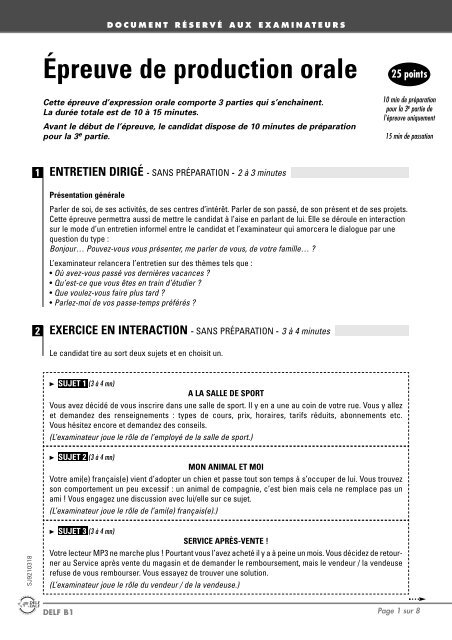 DOCUMENT RÉSERVÉ AUX EXAMINATEURS
Épreuve de production orale
25 points
Cette épreuve d'expression orale comporte 3 parties qui s'enchainent.
La durée totale est de 10 à 15 minutes.
Avant le début de l'épreuve, le candidat dispose de 10 minutes de préparation
pour la 3e partie.
10 min de préparation
pour la 3e partie de
l'épreuve uniquement
15 min de passation
1 ENTRETIEN DIRIGÉ - SANS PRÉPARATION - 2 à 3 minutes
Présentation générale
Parler de soi, de ses activités, de ses centres d'intérêt. Parler de son passé, de son présent et de ses projets.
Cette épreuve permettra aussi de mettre le candidat à l'aise en parlant de lui. Elle se déroule en interaction
sur le mode d'un entretien informel entre le candidat et l'examinateur qui amorcera le dialogue par une
question du type :
Bonjour… Pouvez-vous vous présenter, me parler de vous, de votre famille… ?
L'examinateur relancera l'entretien sur des thèmes tels que :
• Où avez-vous passé vos dernières vacances ?
• Qu'est-ce que vous êtes en train d'étudier ?
• Que voulez-vous faire plus tard ?
• Parlez-moi de vos passe-temps préférés ?
2 EXERCICE EN INTERACTION - SANS PRÉPARATION - 3 à 4 minutes
Le candidat tire au sort deux sujets et en choisit un.
► SUJET 1 (3 à 4 mn)
A LA SALLE DE SPORT
Vous avez décidé de vous inscrire dans une salle de sport. Il y en a une au coin de votre rue. Vous y allez
et demandez des renseignements : types de cours, prix, horaires, tarifs réduits, abonnements etc.
Vous hésitez encore et demandez des conseils.
(L'examinateur joue le rôle de l'employé de la salle de sport.)
► SUJET 2 (3 à 4 mn)
MON ANIMAL ET MOI
Votre ami(e) français(e) vient d'adopter un chien et passe tout son temps à s'occuper de lui. Vous trouvez
son comportement un peu excessif : un animal de compagnie, c'est bien mais cela ne remplace pas un
ami ! Vous engagez une discussion avec lui/elle sur ce sujet.
(L'examinateur joue le rôle de l'ami(e) français(e).)
► SUJET 3 (3 à 4 mn)
SERVICE APRÈS-VENTE !
Votre lecteur MP3 ne marche plus ! Pourtant vous l'avez acheté il y a à peine un mois. Vous décidez de retour-
ner au Service après vente du magasin et de demander le remboursement, mais le vendeur / la vendeuse
refuse de vous rembourser. Vous essayez de trouver une solution.
(L'examinateur joue le rôle du vendeur / de la vendeuse.)
SJ9210318
DELF B1
Page 1 sur 8